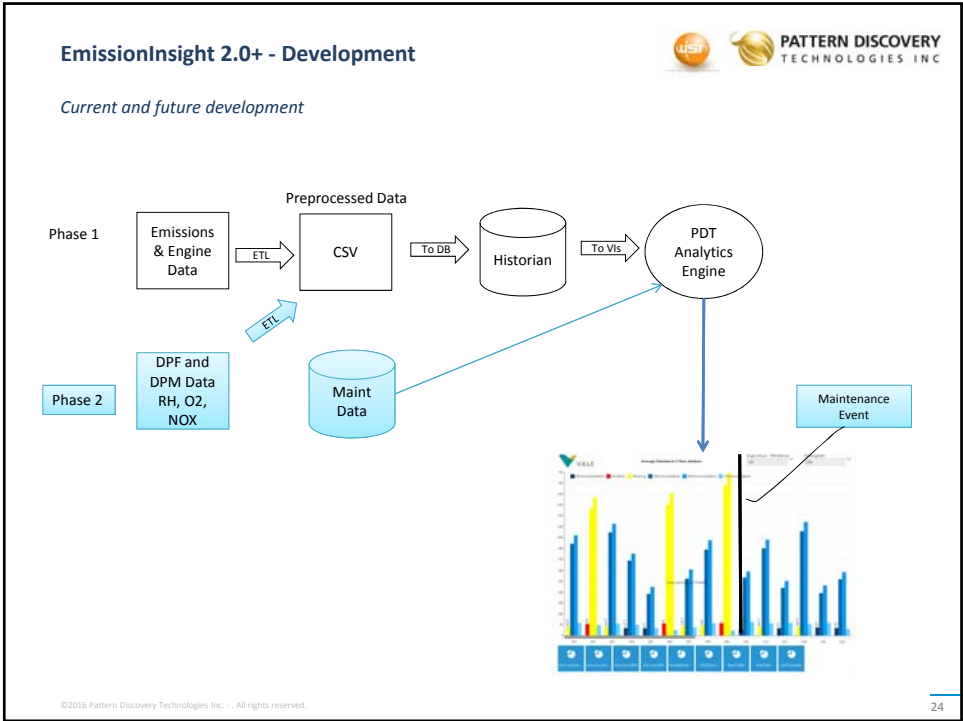 EmissionInsight 2.0+ - Development
wsn
PATTERN DISCOVERY
TECHNOLOGIES INC
Current and future development
Preprocessed Data
Phase 1
Emissions
& Engine
Data
ETL
CSV
To DB
Historian
To VIs
PDT
Analytics
Engine
ETL
Phase 2
DPF and
DPM Data
RH, O2,
NOX
Maint
Data
Maintenance
Event
VALE
©2016 Pattern Discovery Technologies Inc. - . All rights reserved.
24